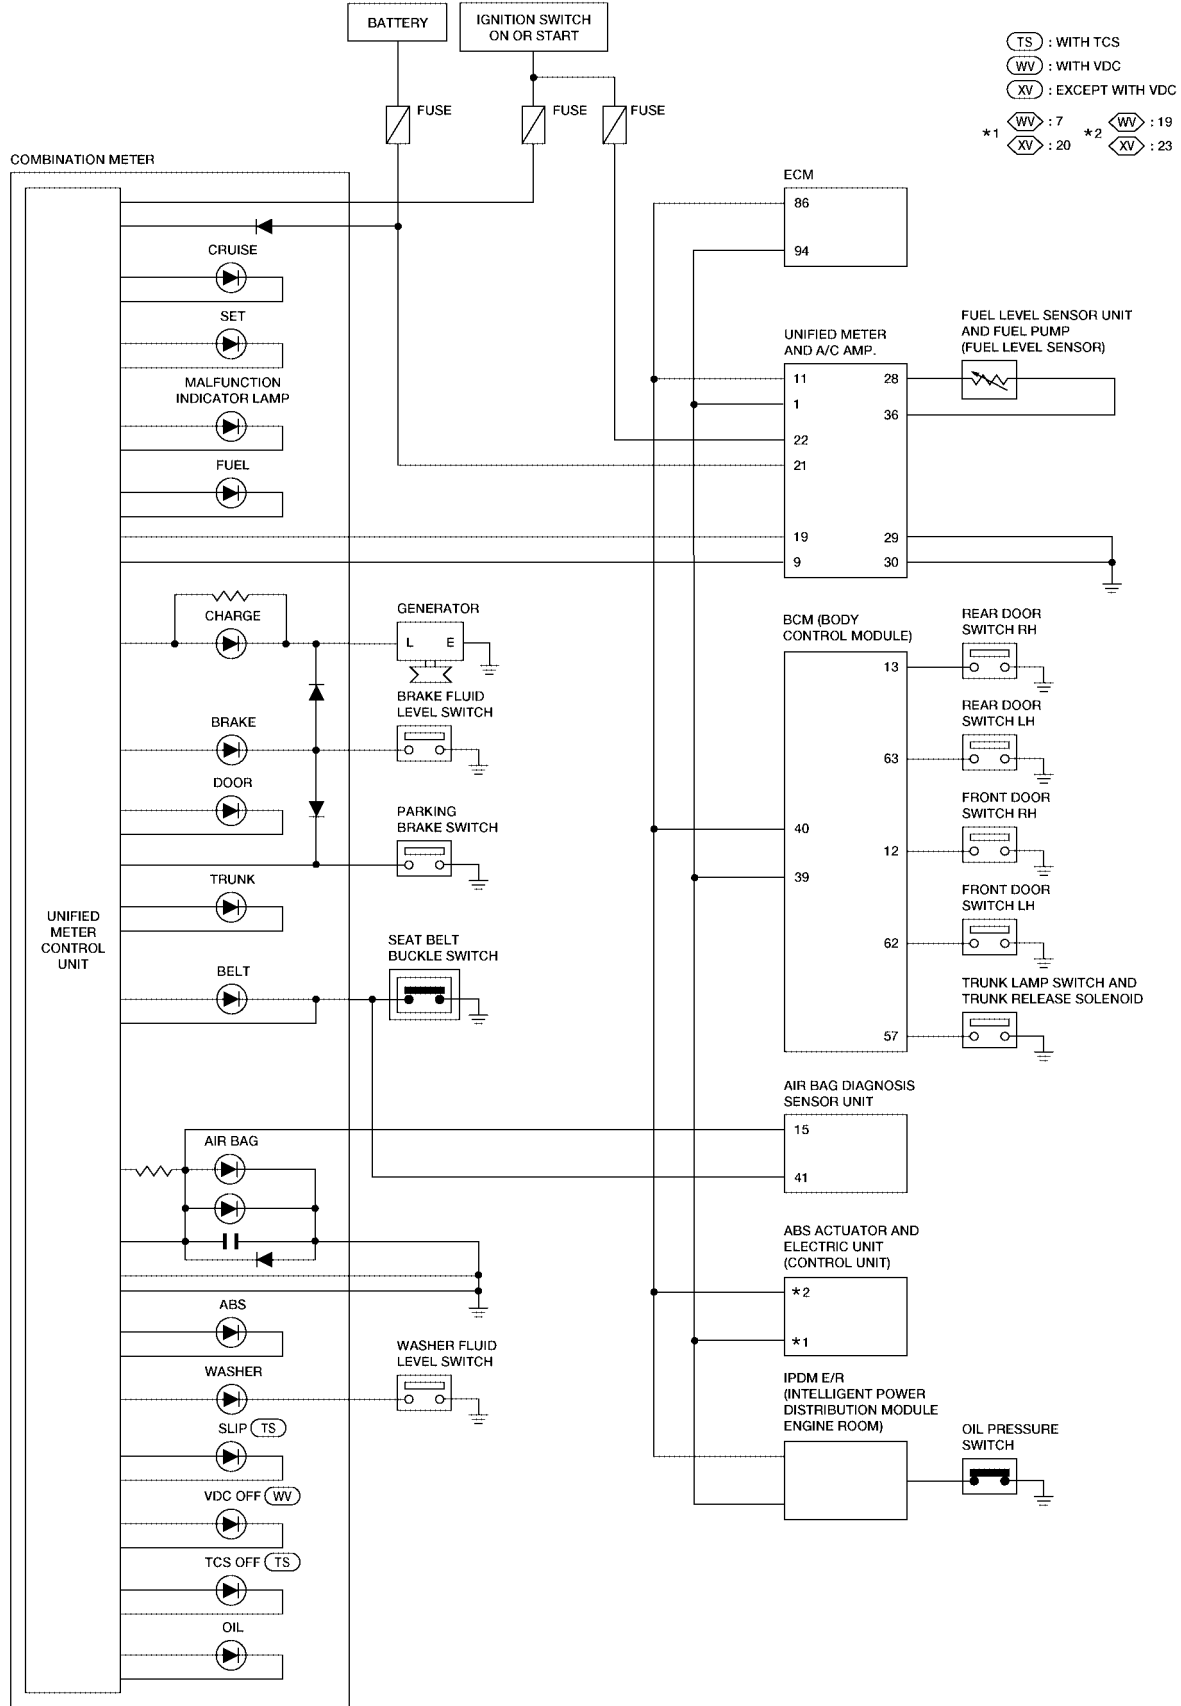 BATTERY
IGNITION SWITCH
ON OR START
TS : WITH TCS
WV : WITH VDC
XV : EXCEPT WITH VDC
*1 WV : 7
XV : 20
*2 WV : 19
XV : 23
FUSE
FUSE
FUSE
COMBINATION METER
UNIFIED
METER
CONTROL
UNIT
CRUISE
SET
MALFUNCTION
INDICATOR LAMP
FUEL
CHARGE
BRAKE
DOOR
TRUNK
BELT
AIR BAG
ABS
WASHER
SLIP TS
VDC OFF WV
TCS OFF TS
OIL
GENERATOR
L E
BRAKE FLUID
LEVEL SWITCH
PARKING
BRAKE SWITCH
SEAT BELT
BUCKLE SWITCH
WASHER FLUID
LEVEL SWITCH
ECM
86
94
UNIFIED METER
AND A/C AMP.
11 28
1
36
22
21
19 29
9 30
FUEL LEVEL SENSOR UNIT
AND FUEL PUMP
(FUEL LEVEL SENSOR)
BCM (BODY
CONTROL MODULE)
13
63
40
12
39
62
57
REAR DOOR
SWITCH RH
REAR DOOR
SWITCH LH
FRONT DOOR
SWITCH RH
FRONT DOOR
SWITCH LH
TRUNK LAMP SWITCH AND
TRUNK RELEASE SOLENOID
AIR BAG DIAGNOSIS
SENSOR UNIT
15
41
ABS ACTUATOR AND
ELECTRIC UNIT
(CONTROL UNIT)
*2
*1
IPDM E/R
(INTELLIGENT POWER
DISTRIBUTION MODULE
ENGINE ROOM)
OIL PRESSURE
SWITCH